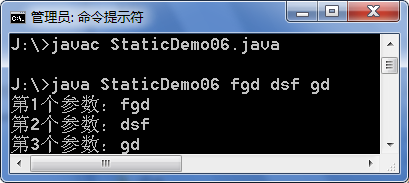 管理员: 命令提示符
J:\>javac StaticDemo06.java
J:\>java StaticDemo06 fgd dsf gd
第1个参数：fgd
第2个参数：dsf
第3个参数：gd